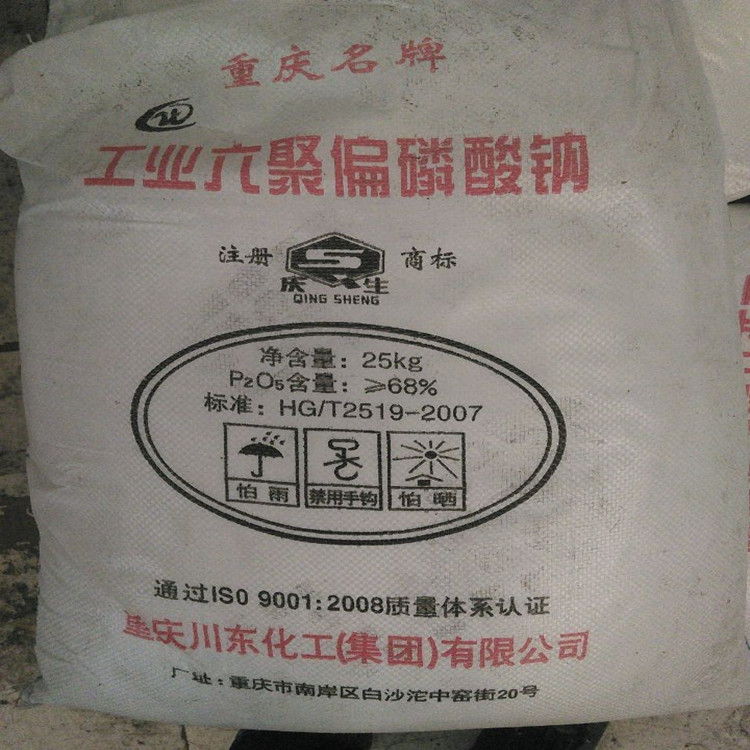 重庆名牌
工业六聚偏磷酸钠
注册 商标
庆生
QING SHENG
净含量：25kg
P₂O₅含量：≥68%
标准：HG/T2519-2007
怕雨 禁用手钩 怕晒
通过ISO 9001:2008质量体系认证
重庆川东化工(集团)有限公司
厂址：重庆市南岸区白沙沱中窑街20号